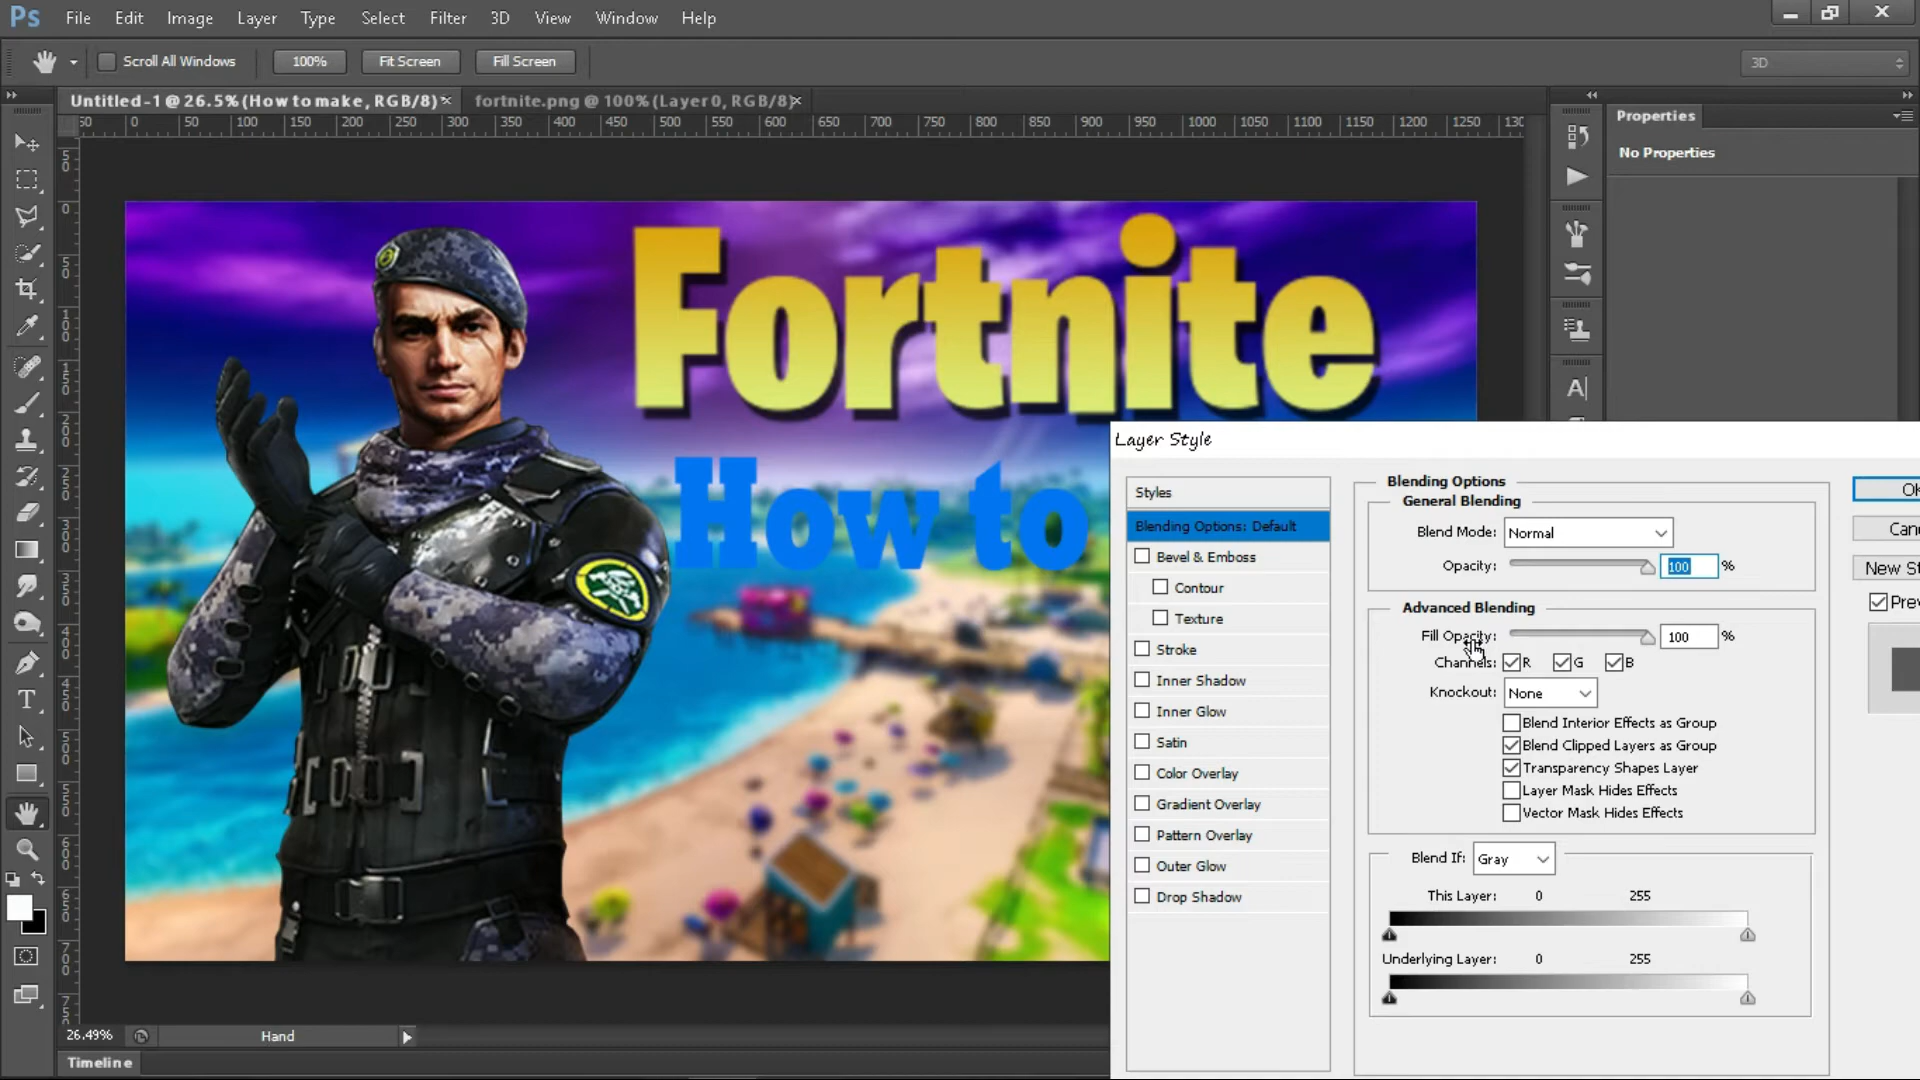 Ps File Edit Image Layer Type Select Filter 3D View Window Help
Scroll All Windows 100% Fit Screen Fill Screen 3D
Untitled-1 @ 26.5% (How to make, RGB/8) × fortnite.png @ 100% (Layer 0, RGB/8) ×
0 50 100 150 200 250 300 350 400 450 500 550 600 650 700 750 800 850 900 950 1000 1050 1100 1150 1200 1250
Properties
No Properties
Fortnite
How to
Layer Style
Styles
Blending Options: Default
Bevel & Emboss
Contour
Texture
Stroke
Inner Shadow
Inner Glow
Satin
Color Overlay
Gradient Overlay
Pattern Overlay
Outer Glow
Drop Shadow
Blending Options
General Blending
Blend Mode: Normal
Opacity: 100 %
Advanced Blending
Fill Opacity: 100 %
Channels: R G B
Knockout: None
Blend Interior Effects as Group
Blend Clipped Layers as Group
Transparency Shapes Layer
Layer Mask Hides Effects
Vector Mask Hides Effects
Blend If: Gray
This Layer: 0 255
Underlying Layer: 0 255
New St
26.49% Hand
Timeline